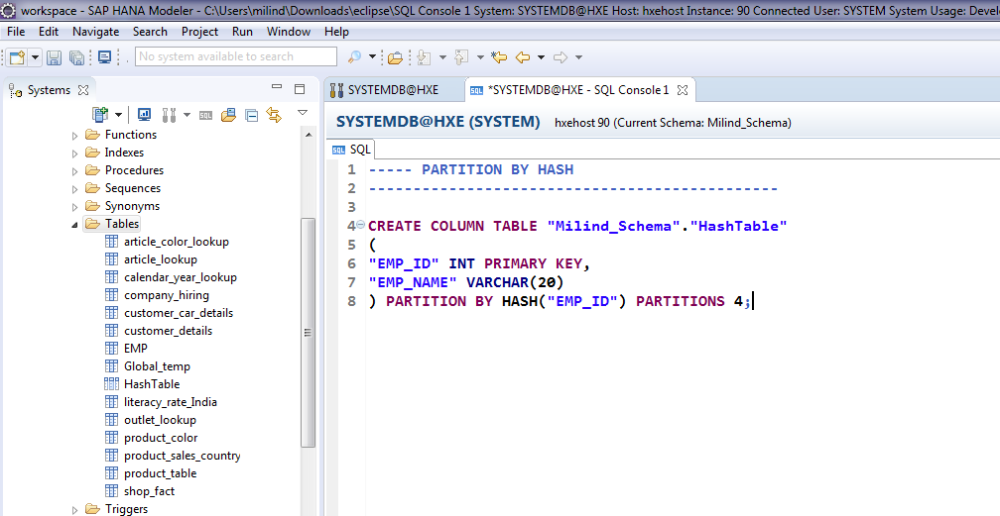 workspace - SAP HANA Modeler - C:\Users\milind\Downloads\eclipse\SQL Console 1 System: SYSTEMDB@HXE Host: hxehost Instance: 90 Connected User: SYSTEM System Usage: Devel
File Edit Navigate Search Project Run Window Help
No system available to search
Systems
SYSTEMDB@HXE
*SYSTEMDB@HXE - SQL Console 1
SQL
SYSTEMDB@HXE (SYSTEM) hxehost 90 (Current Schema: Milind_Schema)
SQL SQL
Functions
Indexes
Procedures
Sequences
Synonyms
Tables
article_color_lookup
article_lookup
calendar_year_lookup
company_hiring
customer_car_details
customer_details
EMP
Global_temp
HashTable
literacy_rate_India
outlet_lookup
product_color
product_sales_country
product_table
shop_fact
Triggers
1 ----- PARTITION BY HASH
2 ----------------------------------------------
3
4 CREATE COLUMN TABLE "Milind_Schema"."HashTable"
5 (
6 "EMP_ID" INT PRIMARY KEY,
7 "EMP_NAME" VARCHAR(20)
8 ) PARTITION BY HASH("EMP_ID") PARTITIONS 4;